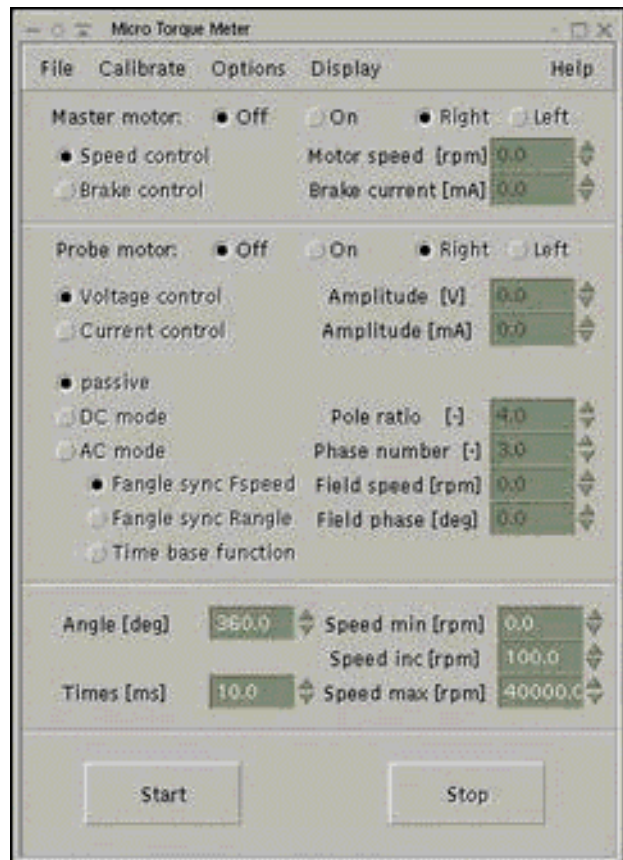 Micro Torque Meter
File Calibrate Options Display Help
Master motor: Off On Right Left
Speed control Motor speed [rpm] 0.0
Brake control Brake current [mA] 0.0
Probe motor: Off On Right Left
Voltage control Amplitude [V] 0.0
Current control Amplitude [mA] 0.0
passive
DC mode Pole ratio [-] 4.0
AC mode Phase number [-] 3.0
Fangle sync Fspeed Field speed [rpm] 0.0
Fangle sync Rangle Field phase [deg] 0.0
Time base function
Angle [deg] 360.0 Speed min [rpm] 0.0
Speed inc [rpm] 100.0
Times [ms] 10.0 Speed max [rpm] 40000.0
Start Stop